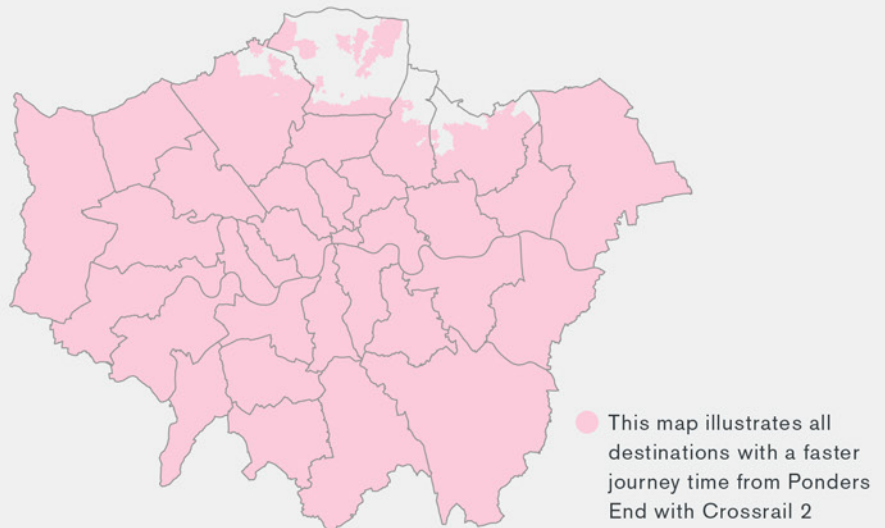 This map illustrates all
destinations with a faster
journey time from Ponders
End with Crossrail 2